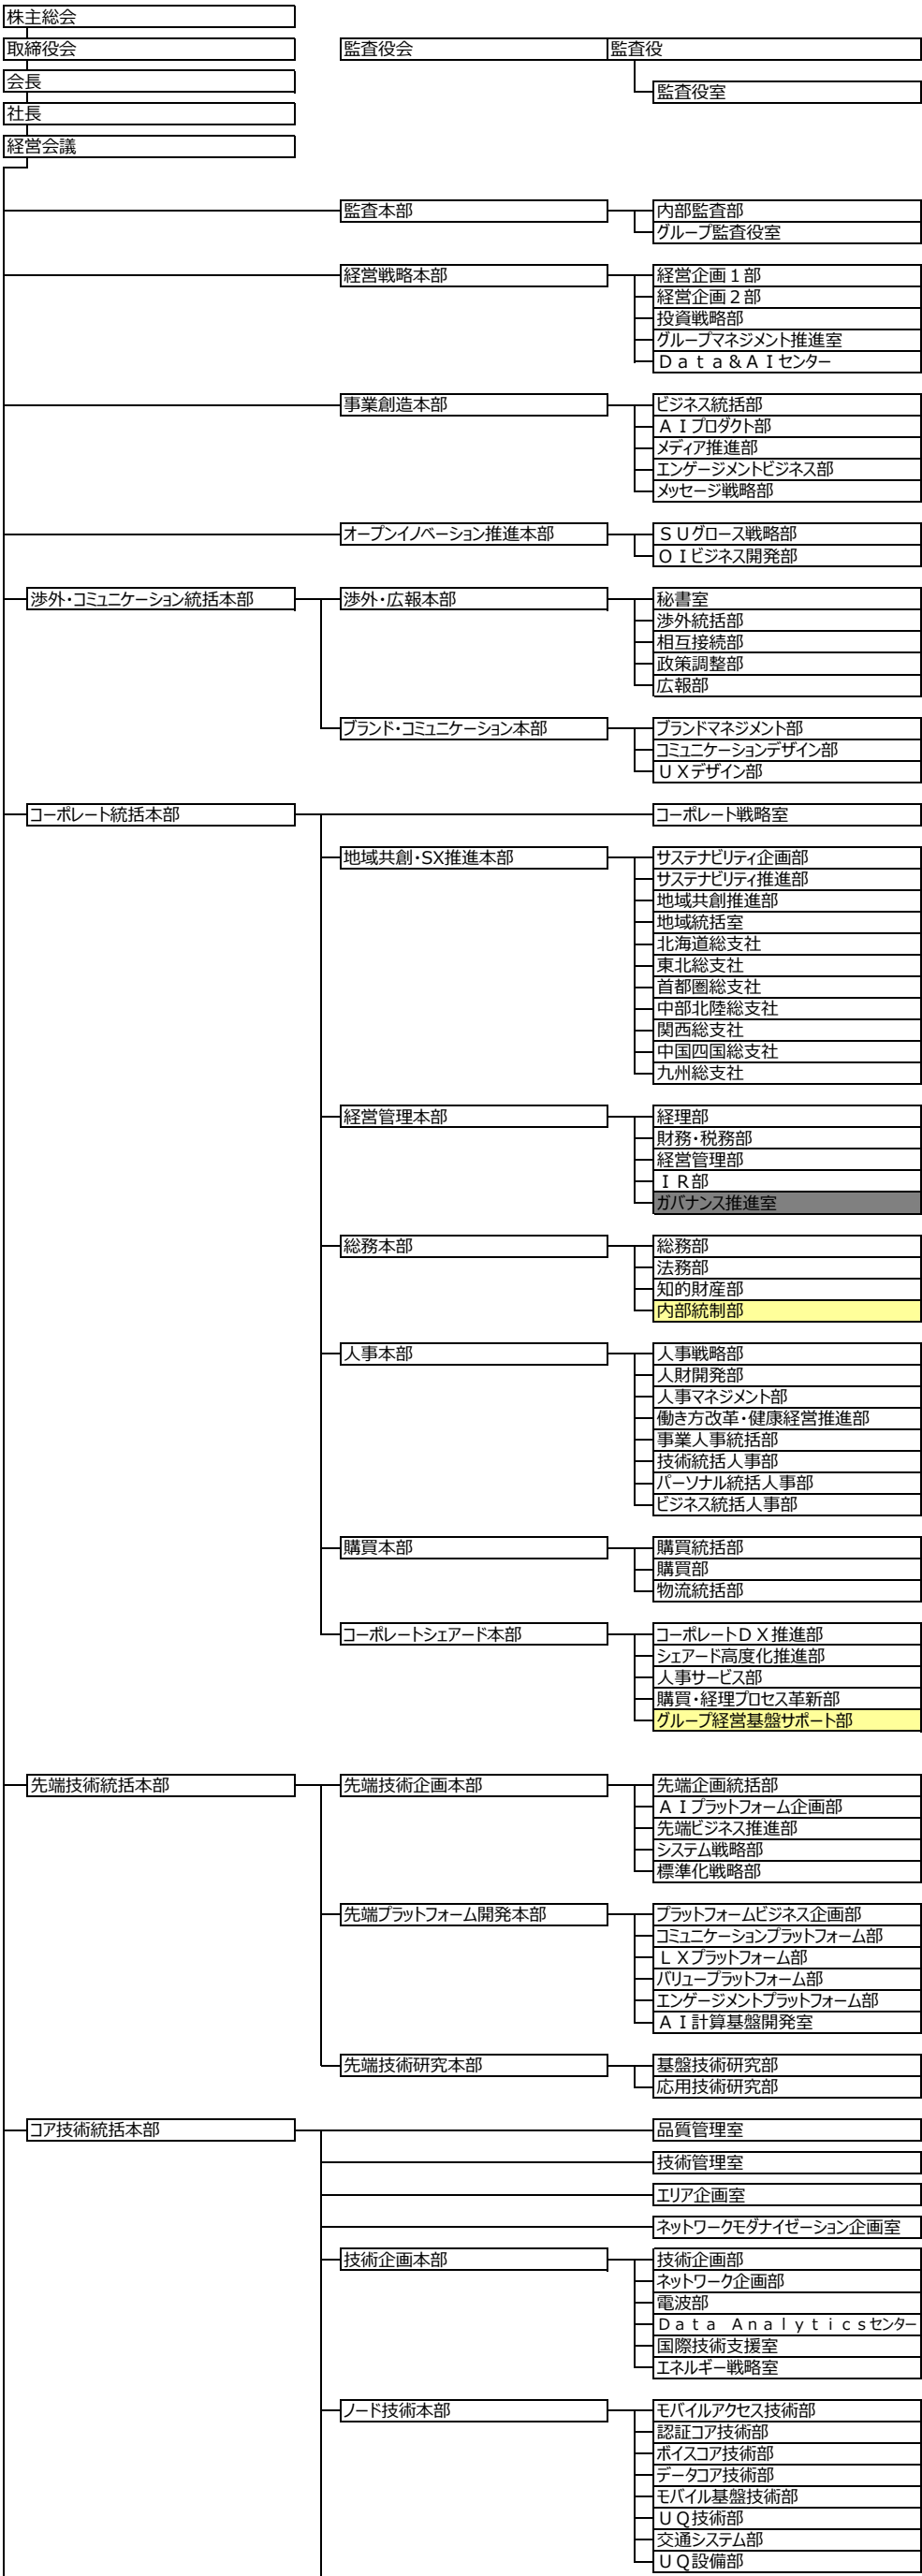 株主総会
取締役会 監査役会 監査役
会長
監査役室
社長
経営会議
監査本部 内部監査部
グループ監査役室
経営戦略本部 経営企画1部
経営企画2部
投資戦略部
グループマネジメント推進室
Data&AIセンター
事業創造本部 ビジネス統括部
AIプロダクト部
メディア推進部
エンゲージメントビジネス部
メッセージ戦略部
オープンイノベーション推進本部 SUグロース戦略部
OIビジネス開発部
渉外・コミュニケーション統括本部 渉外・広報本部 秘書室
渉外統括部
相互接続部
政策調整部
広報部
ブランド・コミュニケーション本部 ブランドマネジメント部
コミュニケーションデザイン部
UXデザイン部
コーポレート統括本部 コーポレート戦略室
地域共創・SX推進本部 サステナビリティ企画部
サステナビリティ推進部
地域共創推進部
地域統括室
北海道総支社
東北総支社
首都圏総支社
中部北陸総支社
関西総支社
中国四国総支社
九州総支社
経営管理本部 経理部
財務・税務部
経営管理部
IR部
ガバナンス推進室
総務本部 総務部
法務部
知的財産部
内部統制部
人事本部 人事戦略部
人財開発部
人事マネジメント部
働き方改革・健康経営推進部
事業人事統括部
技術統括人事部
パーソナル統括人事部
ビジネス統括人事部
購買本部 購買統括部
購買部
物流統括部
コーポレートシェアード本部 コーポレートDX推進部
シェアード高度化推進部
人事サービス部
購買・経理プロセス革新部
グループ経営基盤サポート部
先端技術統括本部 先端技術企画本部 先端企画統括部
AIプラットフォーム企画部
先端ビジネス推進部
システム戦略部
標準化戦略部
先端プラットフォーム開発本部 プラットフォームビジネス企画部
コミュニケーションプラットフォーム部
LXプラットフォーム部
バリュープラットフォーム部
エンゲージメントプラットフォーム部
AI計算基盤開発室
先端技術研究本部 基盤技術研究部
応用技術研究部
コア技術統括本部 品質管理室
技術管理室
エリア企画室
ネットワークモダナイゼーション企画室
技術企画本部 技術企画部
ネットワーク企画部
電波部
Data Analyticsセンター
国際技術支援室
エネルギー戦略室
ノード技術本部 モバイルアクセス技術部
認証コア技術部
ボイスコア技術部
データコア技術部
モバイル基盤技術部
UQ技術部
交通システム部
UQ設備部